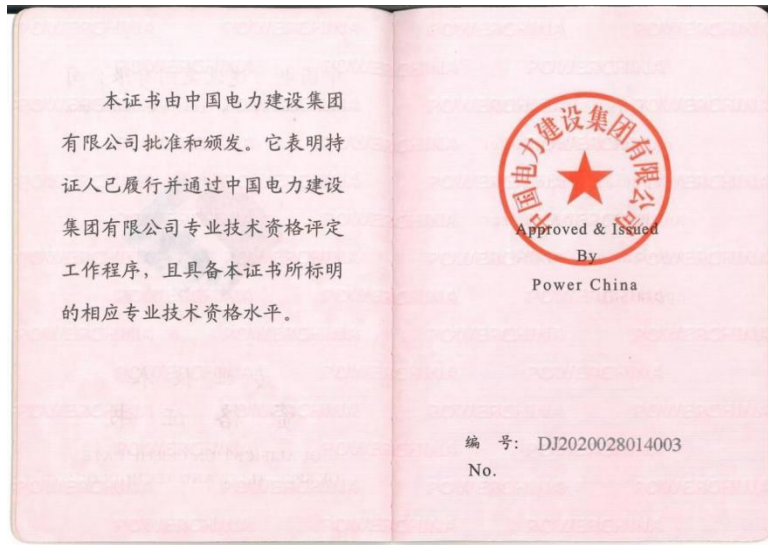 本证书由中国电力建设集团
有限公司批准和颁发。它表明持
证人已履行并通过中国电力建设
集团有限公司专业技术资格评定
工作程序，且具备本证书所标明
的相应专业技术资格水平。
中国电力建设集团有限公司
Approved & Issued
By
Power China
编 号: DJ2020028014003
No.